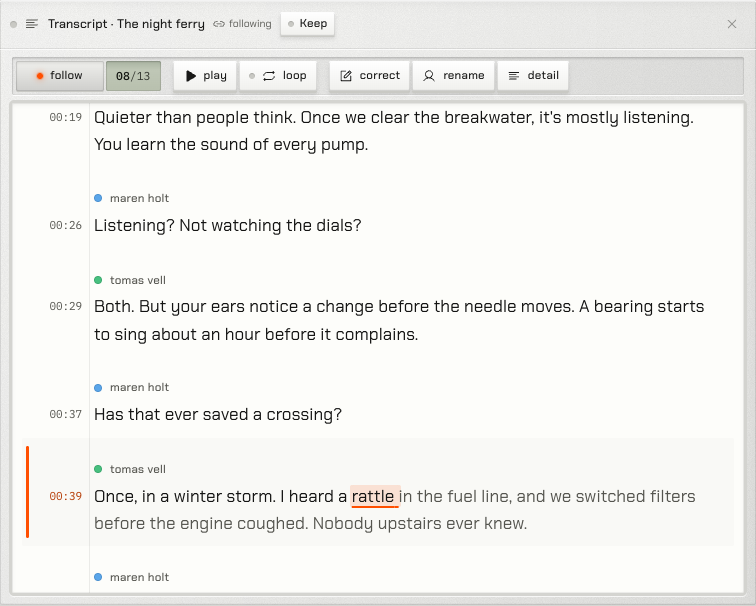 Transcript · The night ferry following Keep
follow 08/13 play loop correct rename detail
00:19 Quieter than people think. Once we clear the breakwater, it's mostly listening.
You learn the sound of every pump.
maren holt
00:26 Listening? Not watching the dials?
tomas vell
00:29 Both. But your ears notice a change before the needle moves. A bearing starts
to sing about an hour before it complains.
maren holt
00:37 Has that ever saved a crossing?
tomas vell
00:39 Once, in a winter storm. I heard a rattle in the fuel line, and we switched filters
before the engine coughed. Nobody upstairs ever knew.
maren holt